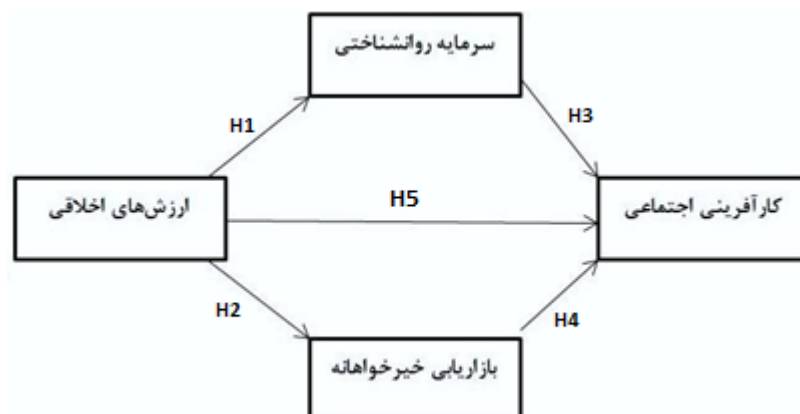 سرمایه روانشناختی
H1
H3
ارزش‌های اخلاقی
H5
کارآفرینی اجتماعی
H2
H4
بازاریابی خیرخواهانه